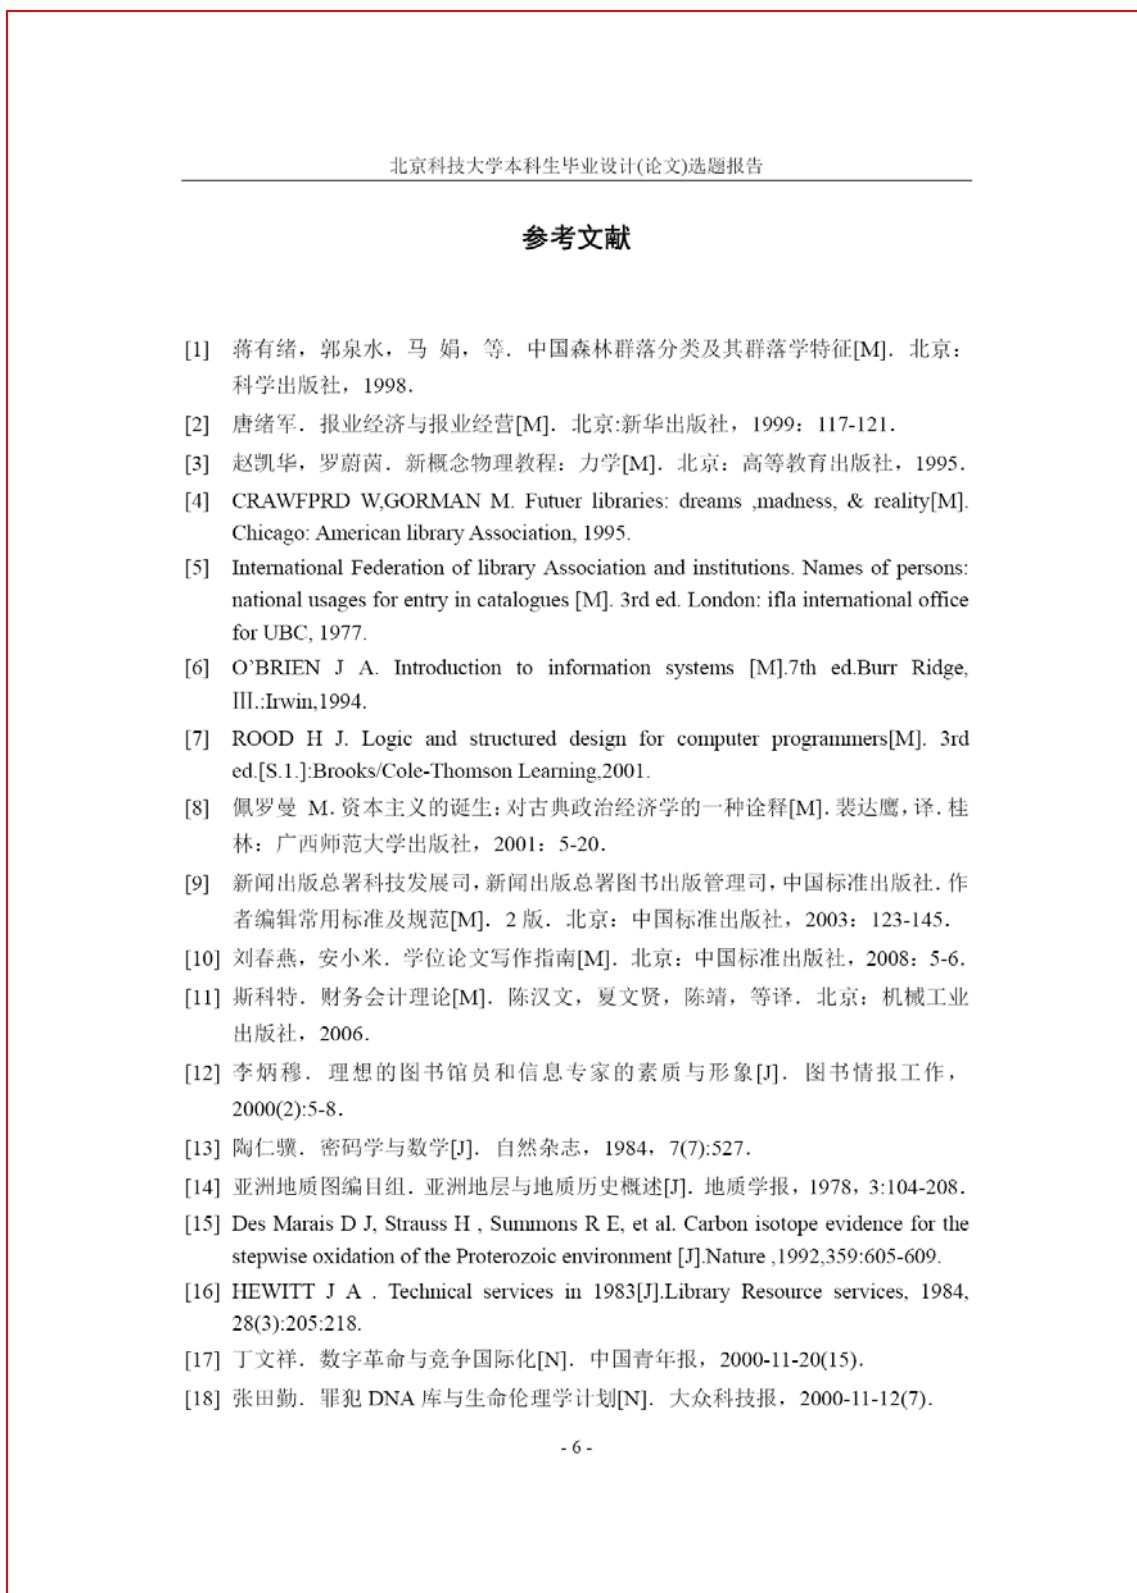 北京科技大学本科生毕业设计(论文)选题报告
参考文献
[1] 蒋有绪，郭泉水，马 娟，等．中国森林群落分类及其群落学特征[M]．北京：
科学出版社，1998．
[2] 唐绪军．报业经济与报业经营[M]．北京:新华出版社，1999：117-121．
[3] 赵凯华，罗蔚茵．新概念物理教程：力学[M]．北京：高等教育出版社，1995．
[4] CRAWFPRD W,GORMAN M. Futuer libraries: dreams ,madness, & reality[M].
Chicago: American library Association, 1995.
[5] International Federation of library Association and institutions. Names of persons:
national usages for entry in catalogues [M]. 3rd ed. London: ifla international office
for UBC, 1977.
[6] O’BRIEN J A. Introduction to information systems [M].7th ed.Burr Ridge,
Ⅲ.:Irwin,1994.
[7] ROOD H J. Logic and structured design for computer programmers[M]. 3rd
ed.[S.1.]:Brooks/Cole-Thomson Learning,2001.
[8] 佩罗曼 M．资本主义的诞生：对古典政治经济学的一种诠释[M]．裴达鹰，译．桂
林：广西师范大学出版社，2001：5-20．
[9] 新闻出版总署科技发展司，新闻出版总署图书出版管理司，中国标准出版社．作
者编辑常用标准及规范[M]．2 版．北京：中国标准出版社，2003：123-145．
[10] 刘春燕，安小米．学位论文写作指南[M]．北京：中国标准出版社，2008：5-6．
[11] 斯科特．财务会计理论[M]．陈汉文，夏文贤，陈靖，等译．北京：机械工业
出版社，2006．
[12] 李炳穆．理想的图书馆员和信息专家的素质与形象[J]．图书情报工作，
2000(2):5-8．
[13] 陶仁骥．密码学与数学[J]．自然杂志，1984，7(7):527．
[14] 亚洲地质图编目组．亚洲地层与地质历史概述[J]．地质学报，1978，3:104-208．
[15] Des Marais D J, Strauss H , Summons R E, et al. Carbon isotope evidence for the
stepwise oxidation of the Proterozoic environment [J].Nature ,1992,359:605-609.
[16] HEWITT J A . Technical services in 1983[J].Library Resource services, 1984,
28(3):205:218.
[17] 丁文祥．数字革命与竞争国际化[N]．中国青年报，2000-11-20(15)．
[18] 张田勤．罪犯 DNA 库与生命伦理学计划[N]．大众科技报，2000-11-12(7)．
- 6 -